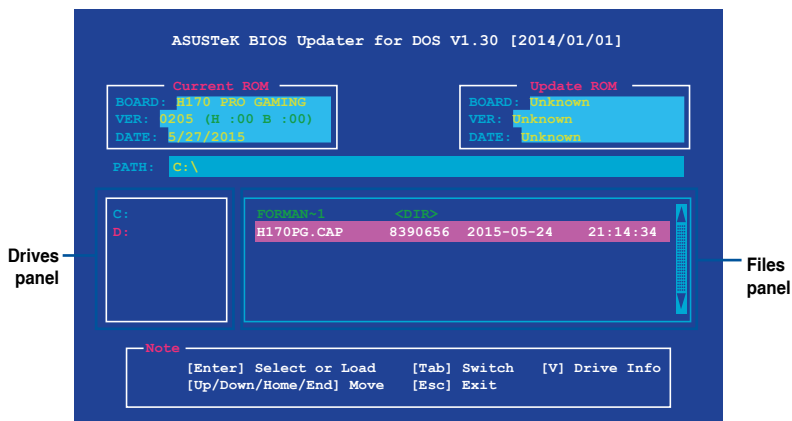 ASUSTeK BIOS Updater for DOS V1.30 [2014/01/01]
Current ROM
BOARD: H170 PRO GAMING
VER: 0205 (H :00 B :00)
DATE: 5/27/2015
Update ROM
BOARD: Unknown
VER: Unknown
DATE: Unknown
PATH: C:\
C:
D:
FORMAN~1 <DIR>
H170PG.CAP 8390656 2015-05-24 21:14:34
Drives
panel
Files
panel
Note
[Enter] Select or Load [Tab] Switch [V] Drive Info
[Up/Down/Home/End] Move [Esc] Exit